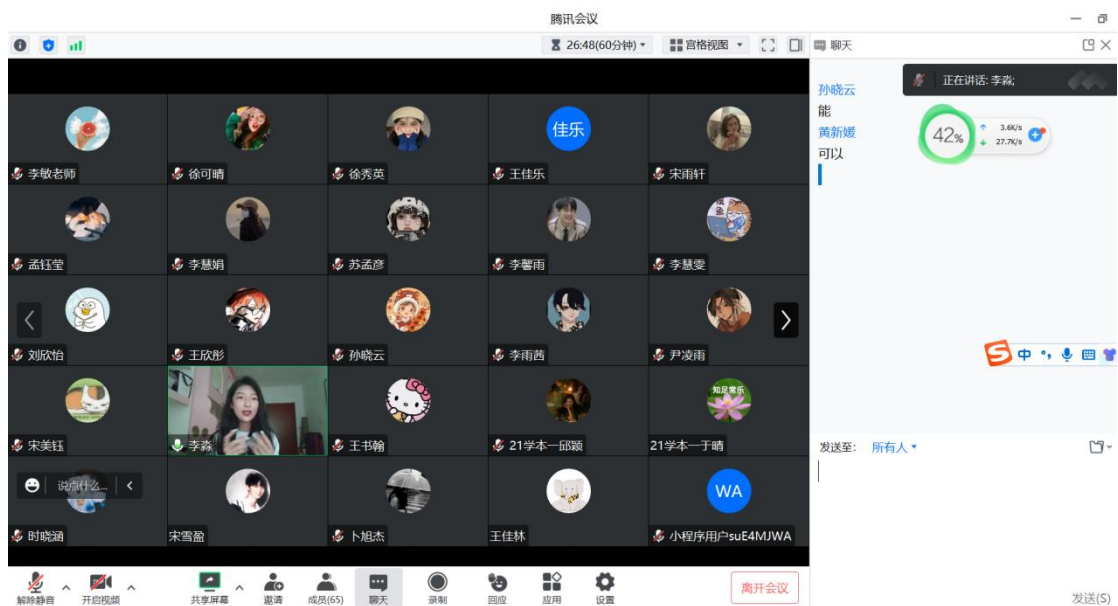 腾讯会议
26:48(60分钟)
宫格视图
聊天
正在讲话: 李淼;
孙晓云
能
黄新媛
可以
42%
3.6K/s
27.7K/s
李敏老师
徐可晴
徐秀英
佳乐
王佳乐
宋雨轩
孟钰莹
李慧娟
苏孟彦
李馨雨
李慧雯
刘欣怡
王欣彤
孙晓云
李雨茜
尹凌雨
中
宋美钰
李淼
王书翰
21学本一邱颖
知足常乐
21学本一于晴
发送至: 所有人
说点什么...
时晓涵
宋雪盈
卜旭杰
王佳林
WA
小程序用户suE4MJWA
解除静音
开启视频
共享屏幕
邀请
成员(65)
聊天
录制
回应
应用
设置
离开会议
发送(S)